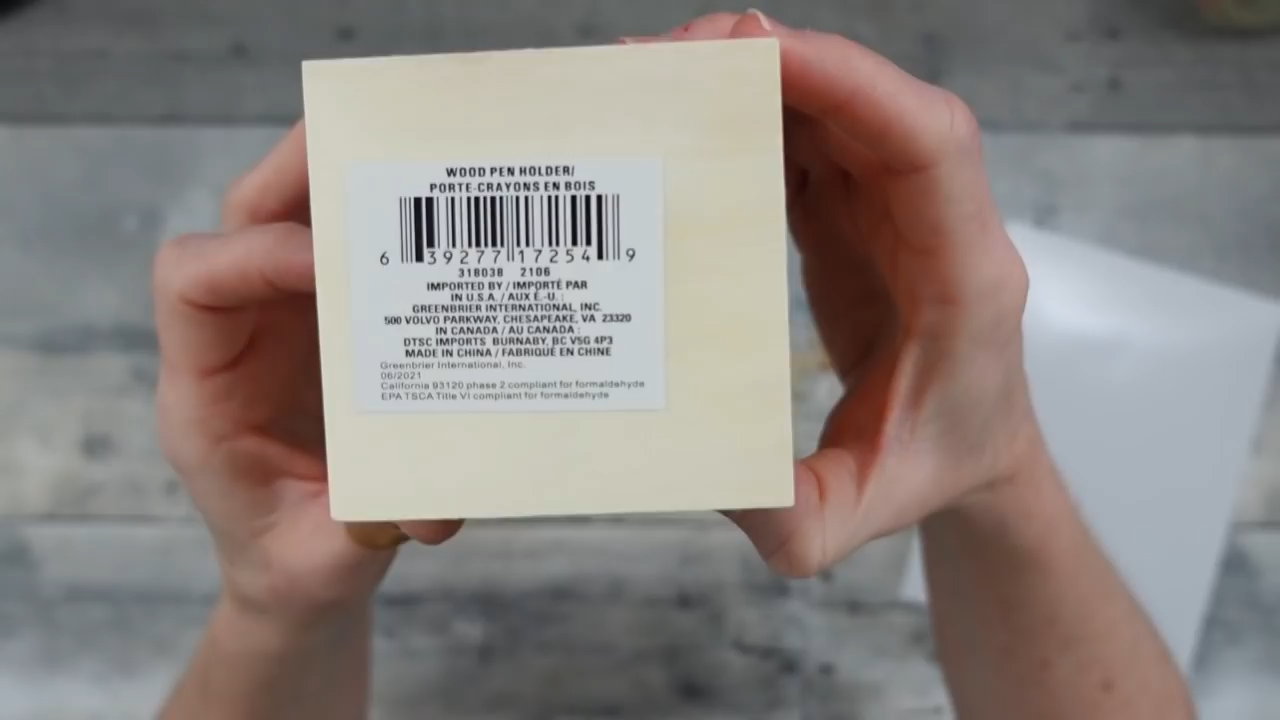 WOOD PEN HOLDER/
PORTE-CRAYONS EN BOIS
6 39277 17254 9
318038 2106
IMPORTED BY / IMPORTÉ PAR
IN U.S.A. / AUX É.-U. :
GREENBRIER INTERNATIONAL, INC.
500 VOLVO PARKWAY, CHESAPEAKE, VA 23320
IN CANADA / AU CANADA :
DTSC IMPORTS BURNABY, BC V5G 4P3
MADE IN CHINA / FABRIQUÉ EN CHINE
Greenbrier International, Inc.
06/2021
California 93120 phase 2 compliant for formaldehyde
EPA TSCA Title VI compliant for formaldehyde